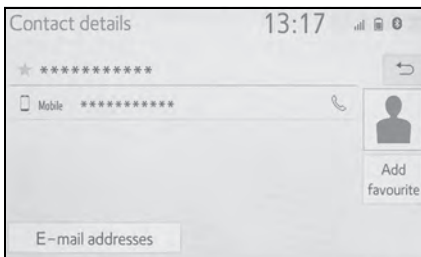 Contact details 13:17
***********
Mobile ***********
Add
favourite
E-mail addresses